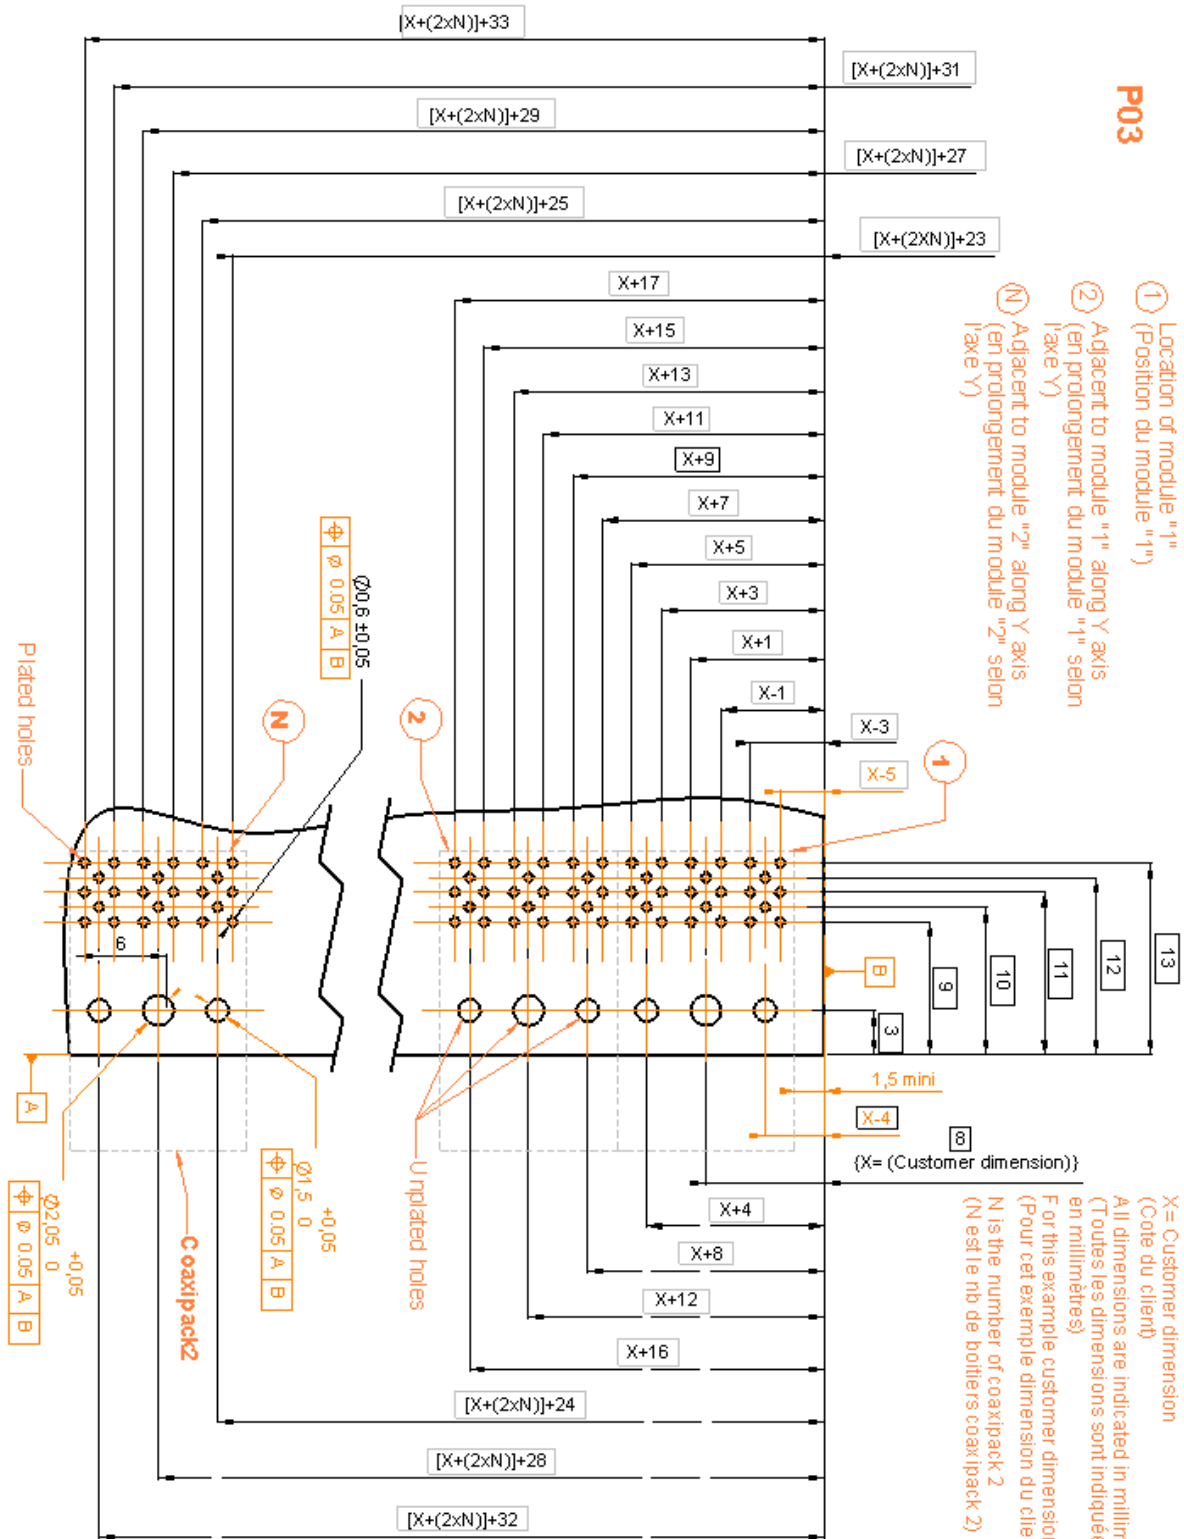 P03
[X+(2xN)]+33
[X+(2xN)]+31
[X+(2xN)]+29
[X+(2xN)]+27
[X+(2xN)]+25
[X+(2XN)]+23
X+17
X+15
X+13
X+11
X+9
X+7
X+5
X+3
X+1
X-1
X-3
X-5
1 Location of module "1"
(Position du module "1")
2 Adjacent to module "1" along Y axis
(en prolongement du module "1" selon
l'axe Y)
N Adjacent to module "2" along Y axis
(en prolongement du module "2" selon
l'axe Y)
Ø0,6 ±0,05
⌖ Ø 0.05 A B
Plated holes
N
2
1
6
B
3
9
10
11
12
13
A
1,5 mini
X-4
8
{X= (Customer dimension)}
X+4
X+8
X+12
X+16
[X+(2xN)]+24
[X+(2xN)]+28
[X+(2xN)]+32
Unplated holes
+0,05
Ø1,5 0
⌖ Ø 0.05 A B
+0,05
Ø2,05 0
⌖ Ø 0.05 A B
Coaxipack2
X= Customer dimension
(Cote du client)
All dimensions are indicated in millim
(Toutes les dimensions sont indiquée
en millimètres)
For this example customer dimension
(Pour cet exemple dimension du clie
N is the number of coaxipack 2
(N est le nb de boitiers coaxipack 2)